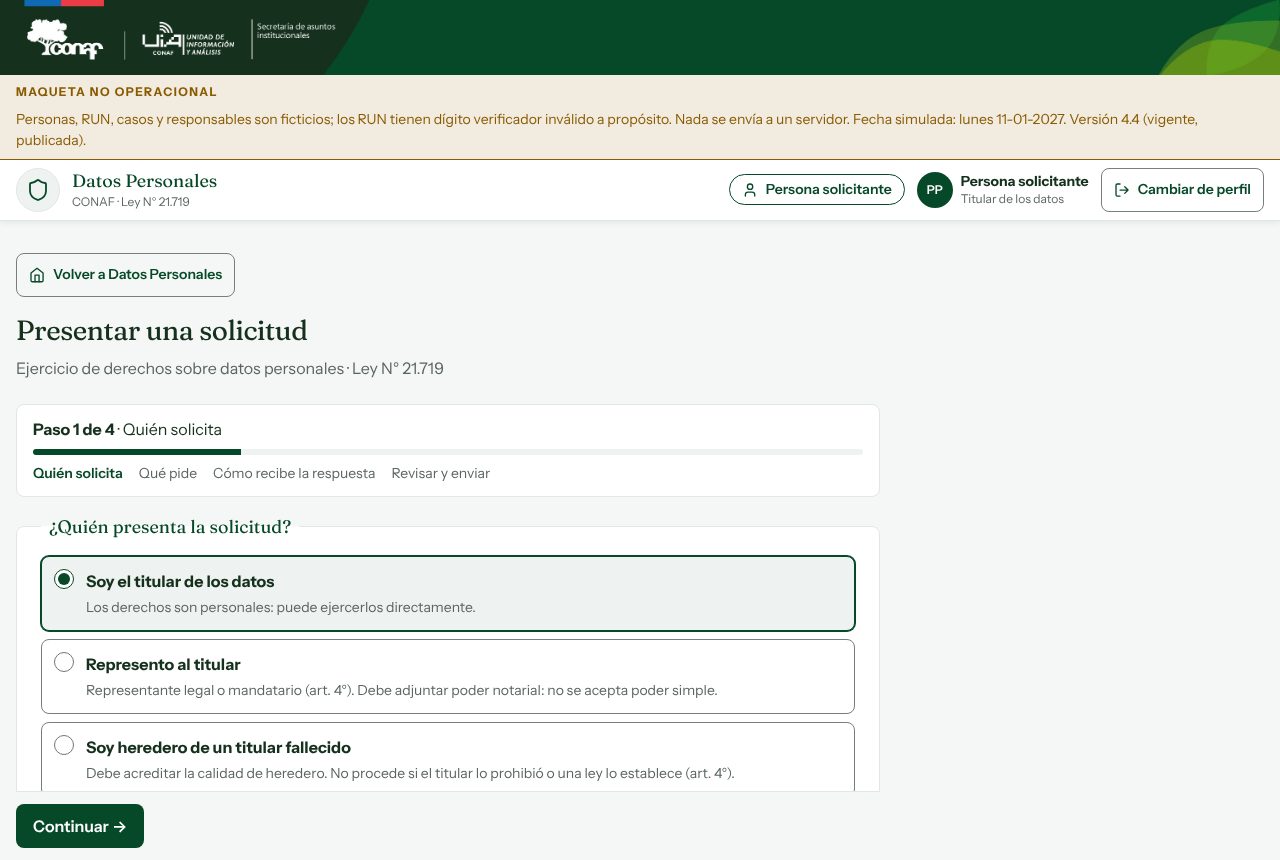 conaf
UiA
CONAF
UNIDAD DE
INFORMACIÓN
Y ANÁLISIS
Secretaría de asuntos
institucionales
MAQUETA NO OPERACIONAL
Personas, RUN, casos y responsables son ficticios; los RUN tienen dígito verificador inválido a propósito. Nada se envía a un servidor. Fecha simulada: lunes 11-01-2027. Versión 4.4 (vigente,
publicada).
Datos Personales
CONAF · Ley N° 21.719
Persona solicitante
PP
Persona solicitante
Titular de los datos
Cambiar de perfil
Volver a Datos Personales
Presentar una solicitud
Ejercicio de derechos sobre datos personales · Ley N° 21.719
Paso 1 de 4 · Quién solicita
Quién solicita Qué pide Cómo recibe la respuesta Revisar y enviar
¿Quién presenta la solicitud?
Soy el titular de los datos
Los derechos son personales: puede ejercerlos directamente.
Represento al titular
Representante legal o mandatario (art. 4°). Debe adjuntar poder notarial: no se acepta poder simple.
Soy heredero de un titular fallecido
Debe acreditar la calidad de heredero. No procede si el titular lo prohibió o una ley lo establece (art. 4°).
Continuar →